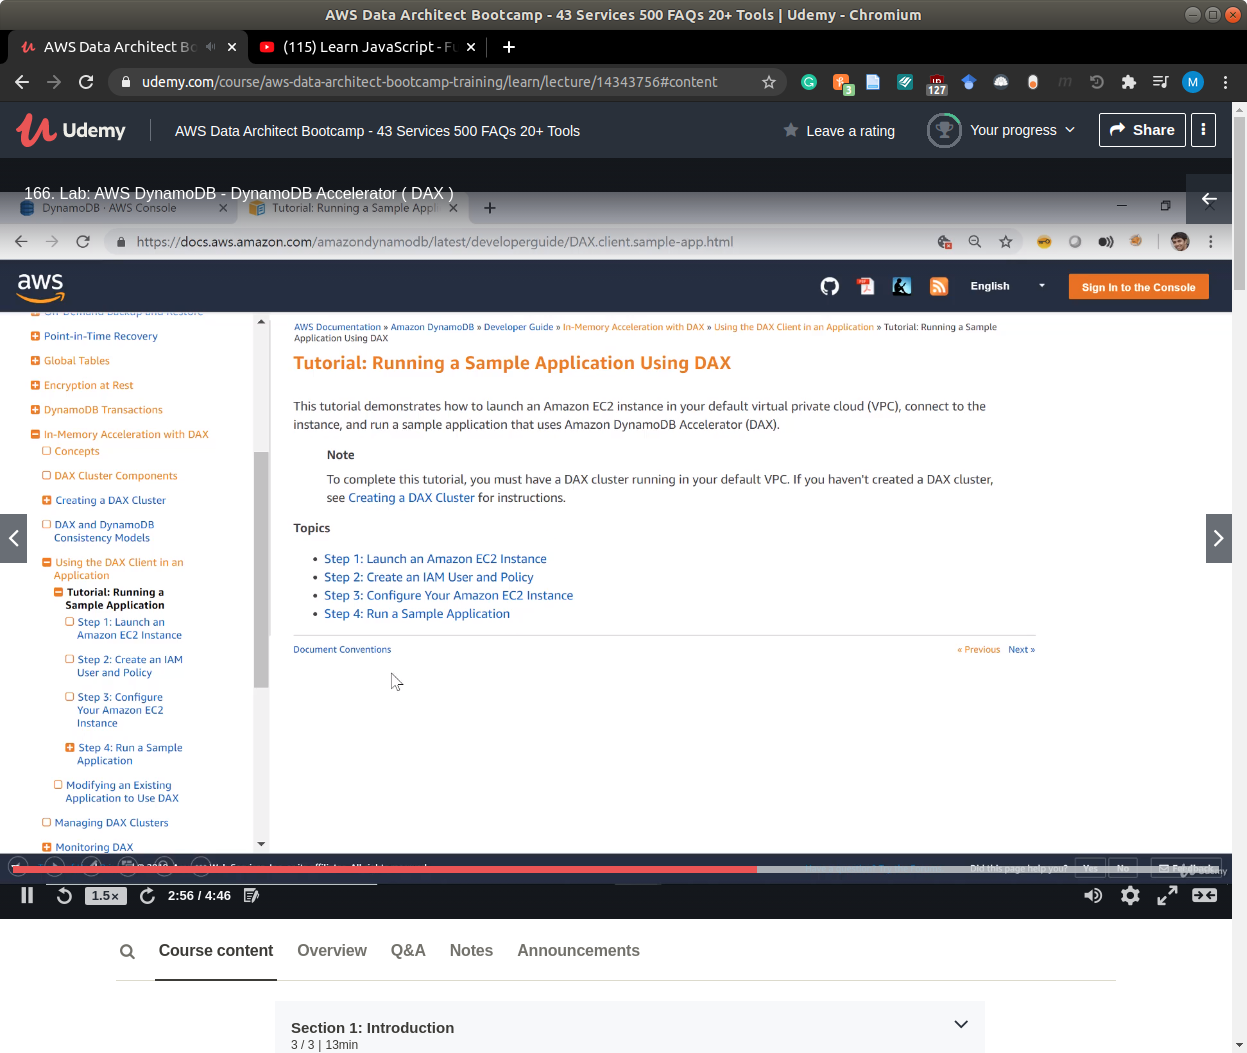 AWS Data Architect Bootcamp - 43 Services 500 FAQs 20+ Tools | Udemy - Chromium
AWS Data Architect Bo
(115) Learn JavaScript - Fu
udemy.com/course/aws-data-architect-bootcamp-training/learn/lecture/14343756#content
3
127
M
Udemy
AWS Data Architect Bootcamp - 43 Services 500 FAQs 20+ Tools
Leave a rating
Your progress
Share
166. Lab: AWS DynamoDB - DynamoDB Accelerator ( DAX )
DynamoDB · AWS Console
Tutorial: Running a Sample Appli
https://docs.aws.amazon.com/amazondynamodb/latest/developerguide/DAX.client.sample-app.html
aws
English
Sign In to the Console
On-Demand Backup and Restore
Point-in-Time Recovery
Global Tables
Encryption at Rest
DynamoDB Transactions
In-Memory Acceleration with DAX
Concepts
DAX Cluster Components
Creating a DAX Cluster
DAX and DynamoDB
Consistency Models
Using the DAX Client in an
Application
Tutorial: Running a
Sample Application
Step 1: Launch an
Amazon EC2 Instance
Step 2: Create an IAM
User and Policy
Step 3: Configure
Your Amazon EC2
Instance
Step 4: Run a Sample
Application
Modifying an Existing
Application to Use DAX
Managing DAX Clusters
Monitoring DAX
AWS Documentation » Amazon DynamoDB » Developer Guide » In-Memory Acceleration with DAX » Using the DAX Client in an Application » Tutorial: Running a Sample
Application Using DAX
Tutorial: Running a Sample Application Using DAX
This tutorial demonstrates how to launch an Amazon EC2 instance in your default virtual private cloud (VPC), connect to the
instance, and run a sample application that uses Amazon DynamoDB Accelerator (DAX).
Note
To complete this tutorial, you must have a DAX cluster running in your default VPC. If you haven't created a DAX cluster,
see Creating a DAX Cluster for instructions.
Topics
• Step 1: Launch an Amazon EC2 Instance
• Step 2: Create an IAM User and Policy
• Step 3: Configure Your Amazon EC2 Instance
• Step 4: Run a Sample Application
Document Conventions
« Previous Next »
Did this page help you?
Yes
No
Feedback
Udemy
1.5×
2:56 / 4:46
Course content
Overview
Q&A
Notes
Announcements
Section 1: Introduction
3 / 3 | 13min